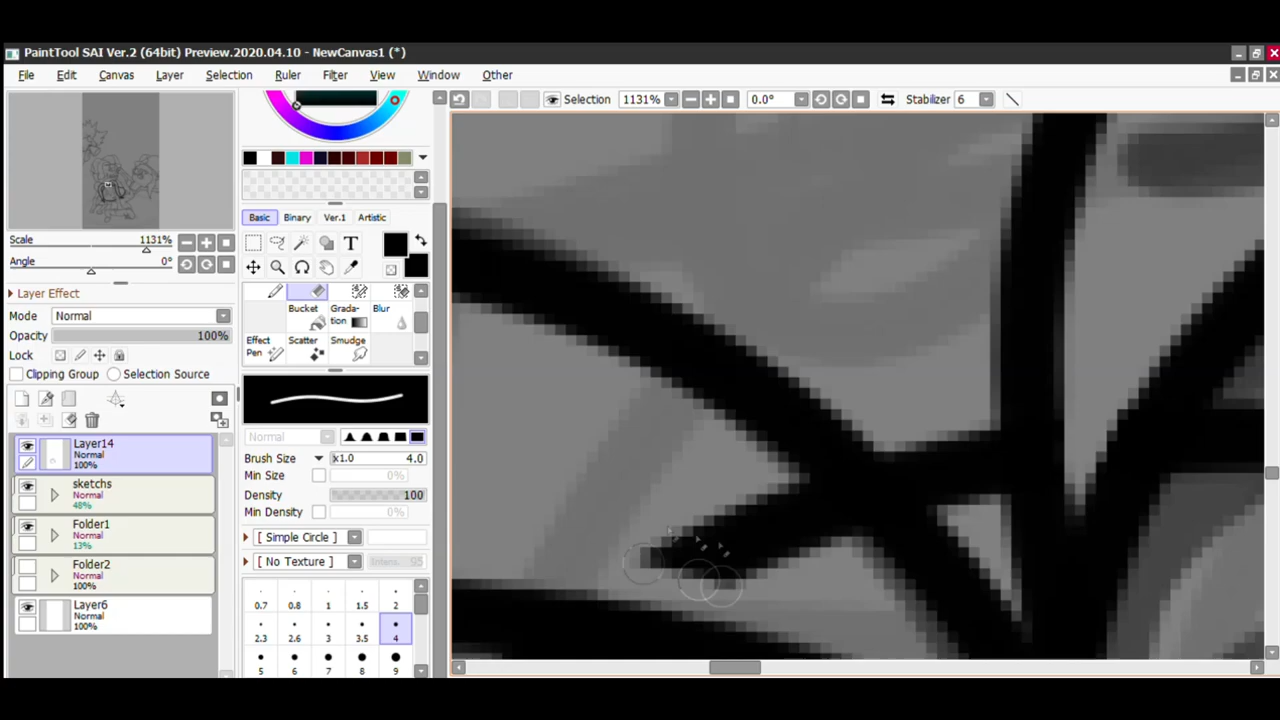 PaintTool SAI Ver.2 (64bit) Preview.2020.04.10 - NewCanvas1 (*)
File Edit Canvas Layer Selection Ruler Filter View Window Other
Selection 1131% 0.0° Stabilizer 6
Basic Binary Ver.1 Artistic
T
Scale 1131%
Angle 0°
Layer Effect
Mode Normal
Opacity 100%
Lock
Clipping Group Selection Source
Layer14
Normal
100%
sketchs
Normal
48%
Folder1
Normal
13%
Folder2
Normal
Layer6
Normal
100%
Bucket Grada-tion Blur
Effect Pen Scatter Smudge
Normal
Brush Size x1.0 4.0
Min Size 0%
Density 100
Min Density 0%
[ Simple Circle ]
[ No Texture ] Intens. 95
0.7 0.8 1 1.5 2
2.3 2.6 3 3.5 4
5 6 7 8 9